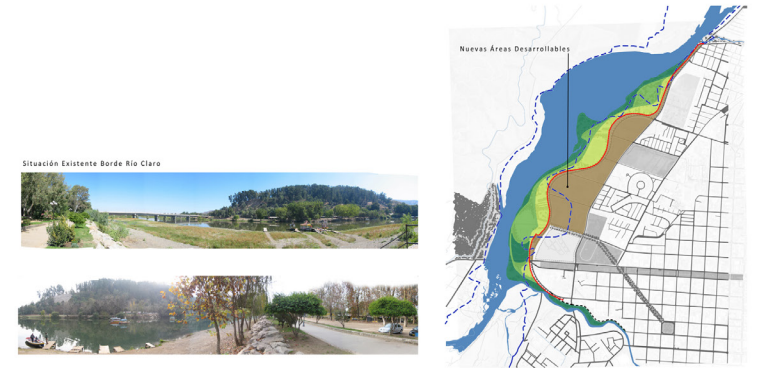 Nuevas Áreas Desarrollables
Situación Existente Borde Río Claro